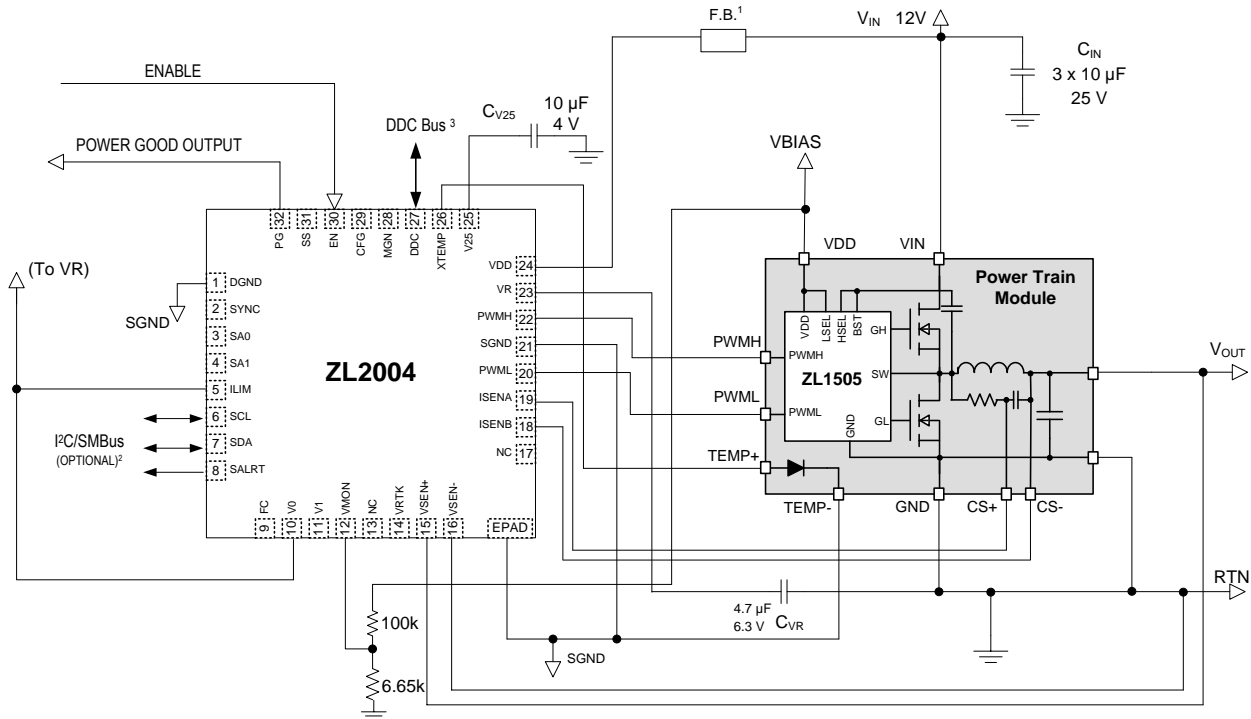 F.B.¹
V_IN 12V
C_IN
3 x 10 µF
25 V
ENABLE
C_V25
10 µF
4 V
DDC Bus ³
VBIAS
POWER GOOD OUTPUT
32 31 30 29 28 27 26 25
PG SS EN CFG MGN DDC XTEMP V25
(To VR)
SGND
1 DGND
2 SYNC
3 SA0
4 SA1
5 ILIM
6 SCL
7 SDA
8 SALRT
I²C/SMBus
(OPTIONAL)²
ZL2004
VDD 24
VR 23
PWMH 22
SGND 21
PWML 20
ISENA 19
ISENB 18
NC 17
FC V0 V1 VMON NC VRTK VSEN+ VSEN-
9 10 11 12 13 14 15 16
EPAD
VDD
VIN
Power Train
Module
VDD LSEL HSEL BST
GH
PWMH
PWMH
ZL1505
SW
V_OUT
PWML
PWML
GND
GL
TEMP+
TEMP-
GND
CS+
CS-
RTN
4.7 µF
6.3 V
C_VR
100k
SGND
6.65k